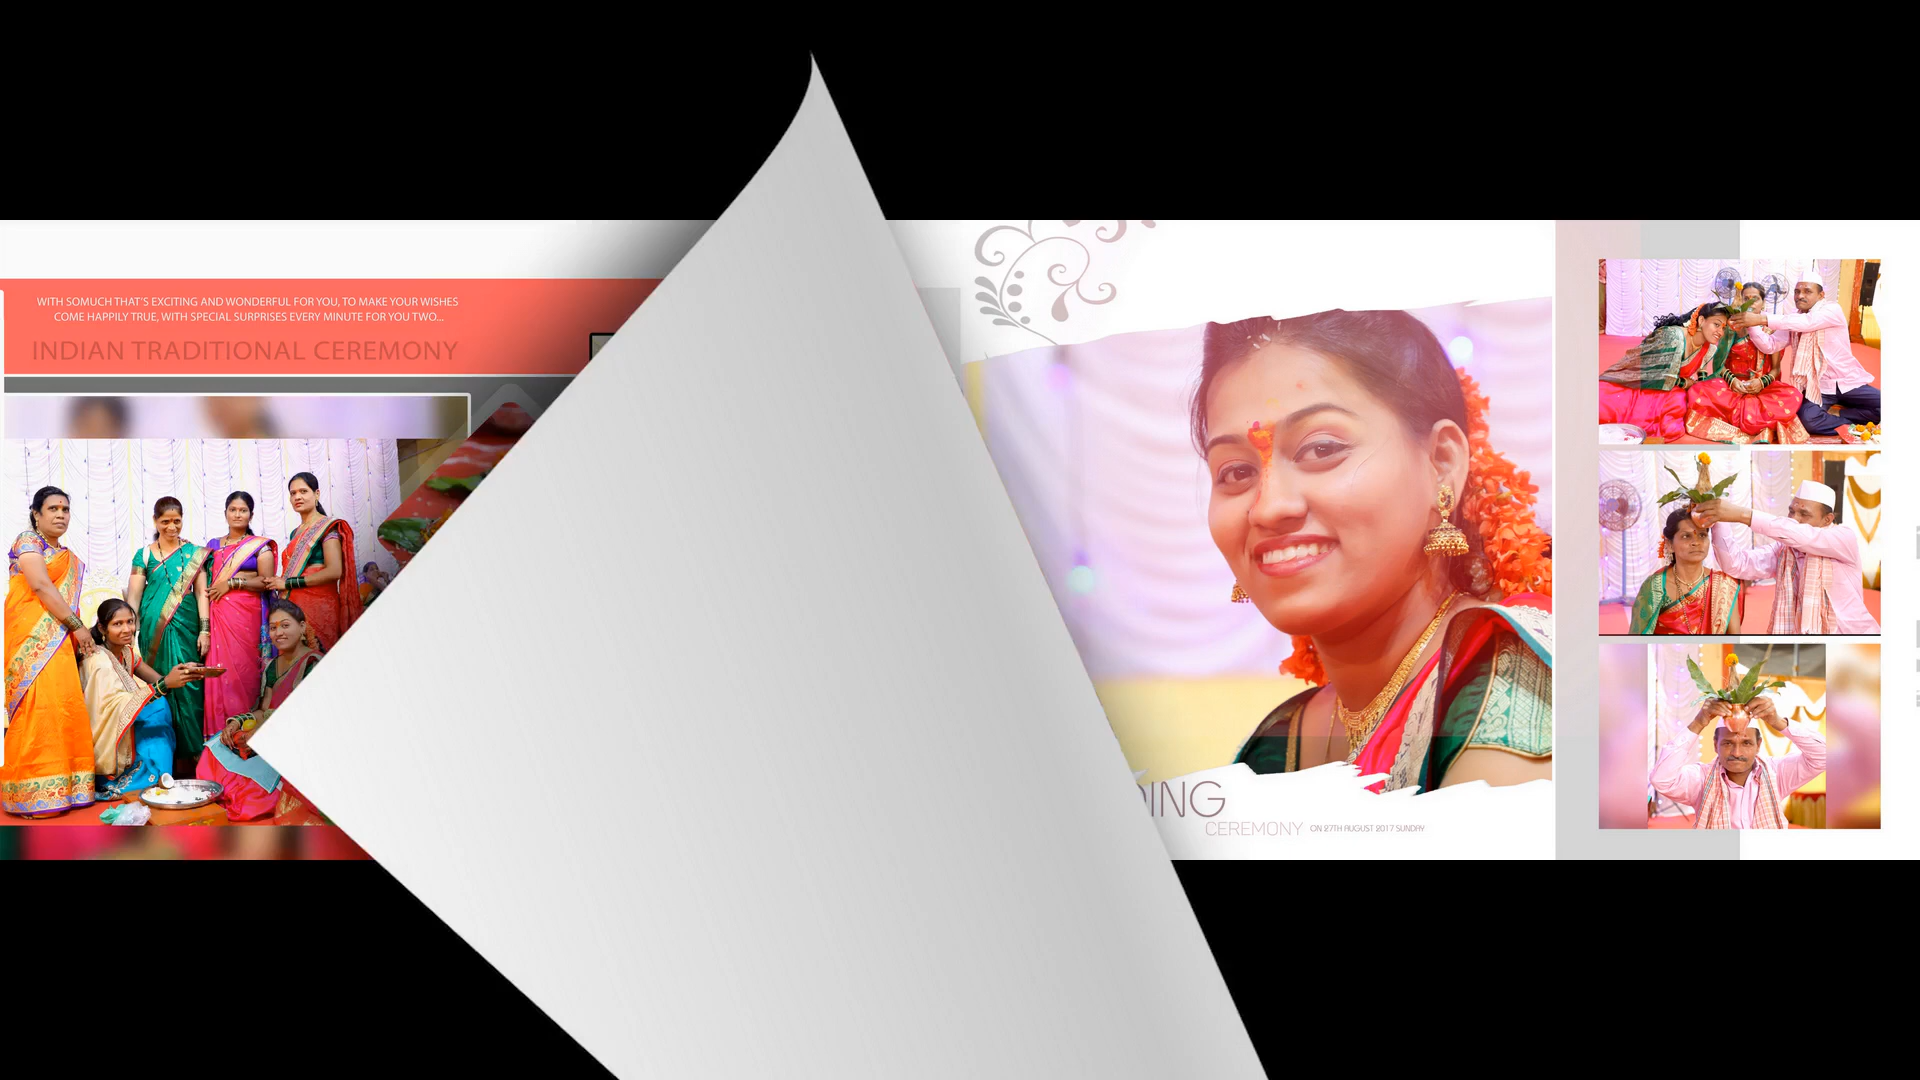 WITH SOMUCH THAT'S EXCITING AND WONDERFUL FOR YOU, TO MAKE YOUR WISHES
COME HAPPILY TRUE, WITH SPECIAL SURPRISES EVERY MINUTE FOR YOU TWO...
INDIAN TRADITIONAL CEREMONY
DING
CEREMONY ON 27TH AUGUST 2017 SUNDAY